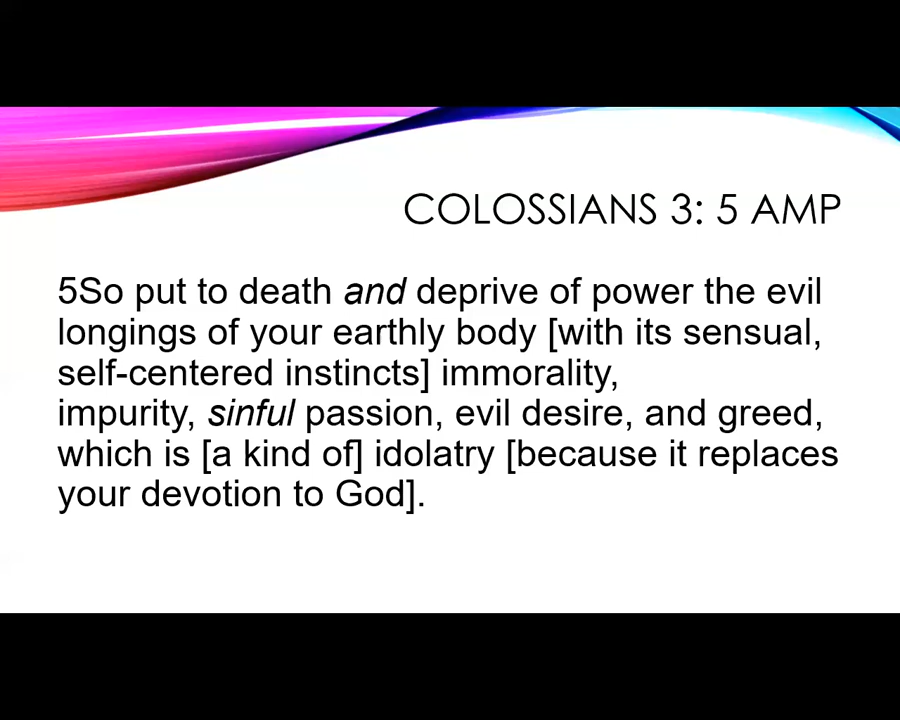 COLOSSIANS 3: 5 AMP
5So put to death and deprive of power the evil
longings of your earthly body [with its sensual,
self-centered instincts] immorality,
impurity, sinful passion, evil desire, and greed,
which is [a kind of] idolatry [because it replaces
your devotion to God].